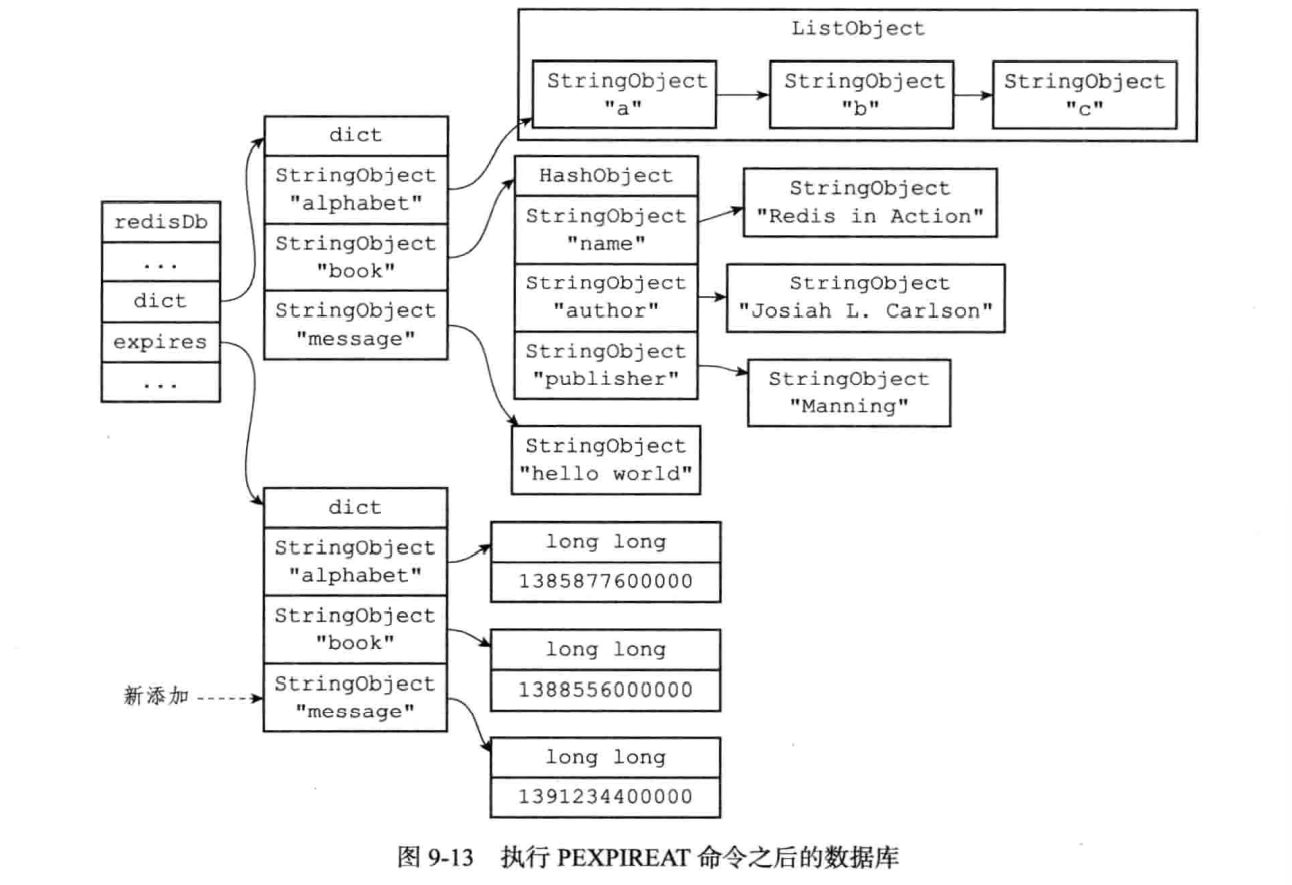 ListObject
StringObject
"a"
StringObject
"b"
StringObject
"c"
redisDb
...
dict
expires
...
dict
StringObject
"alphabet"
StringObject
"book"
StringObject
"message"
HashObject
StringObject
"name"
StringObject
"author"
StringObject
"publisher"
StringObject
"Redis in Action"
StringObject
"Josiah L. Carlson"
StringObject
"Manning"
StringObject
"hello world"
dict
StringObject
"alphabet"
StringObject
"book"
新添加
StringObject
"message"
long long
1385877600000
long long
1388556000000
long long
1391234400000
图 9-13 执行 PEXPIREAT 命令之后的数据库